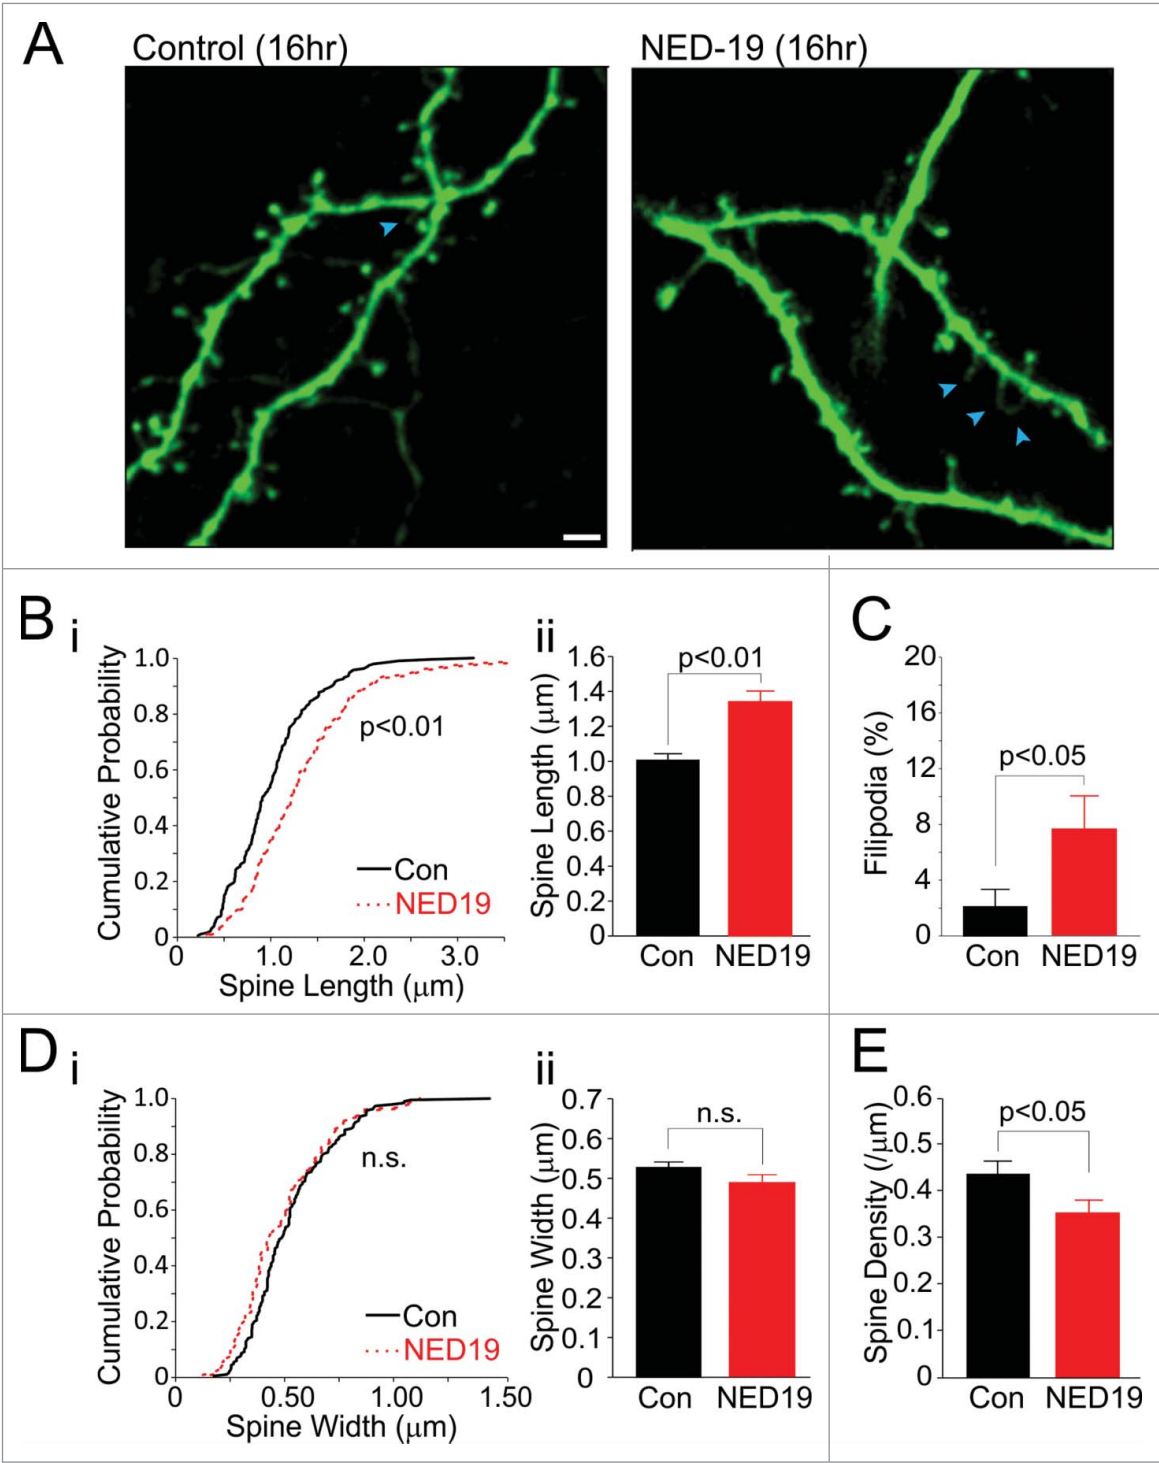 A
Control (16hr)
NED-19 (16hr)
B
i
Cumulative Probability
1.0
0.8
0.6
0.4
0.2
0
p<0.01
Con
NED19
0 1.0 2.0 3.0
Spine Length (μm)
ii
Spine Length (μm)
1.6
1.4
1.2
1.0
0.8
0.6
0.4
0.2
0
p<0.01
Con NED19
C
Filipodia (%)
20
16
12
8
4
0
p<0.05
Con NED19
D
i
Cumulative Probability
1.0
0.8
0.6
0.4
0.2
0
n.s.
Con
NED19
0 0.50 1.00 1.50
Spine Width (μm)
ii
Spine Width (μm)
0.7
0.6
0.5
0.4
0.3
0.2
0.1
0
n.s.
Con NED19
E
Spine Density (/μm)
0.6
0.5
0.4
0.3
0.2
0.1
0
p<0.05
Con NED19